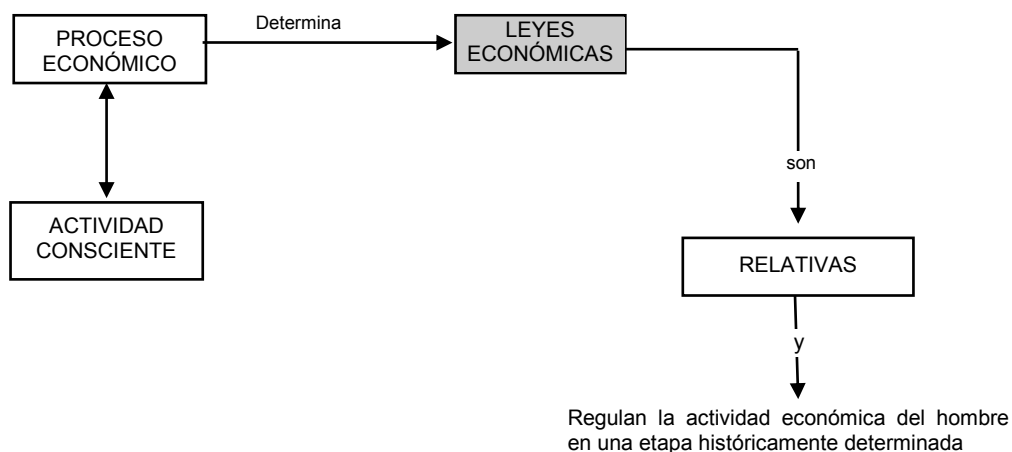 PROCESO
ECONÓMICO
Determina
LEYES
ECONÓMICAS
son
ACTIVIDAD
CONSCIENTE
RELATIVAS
y
Regulan la actividad económica del hombre
en una etapa históricamente determinada